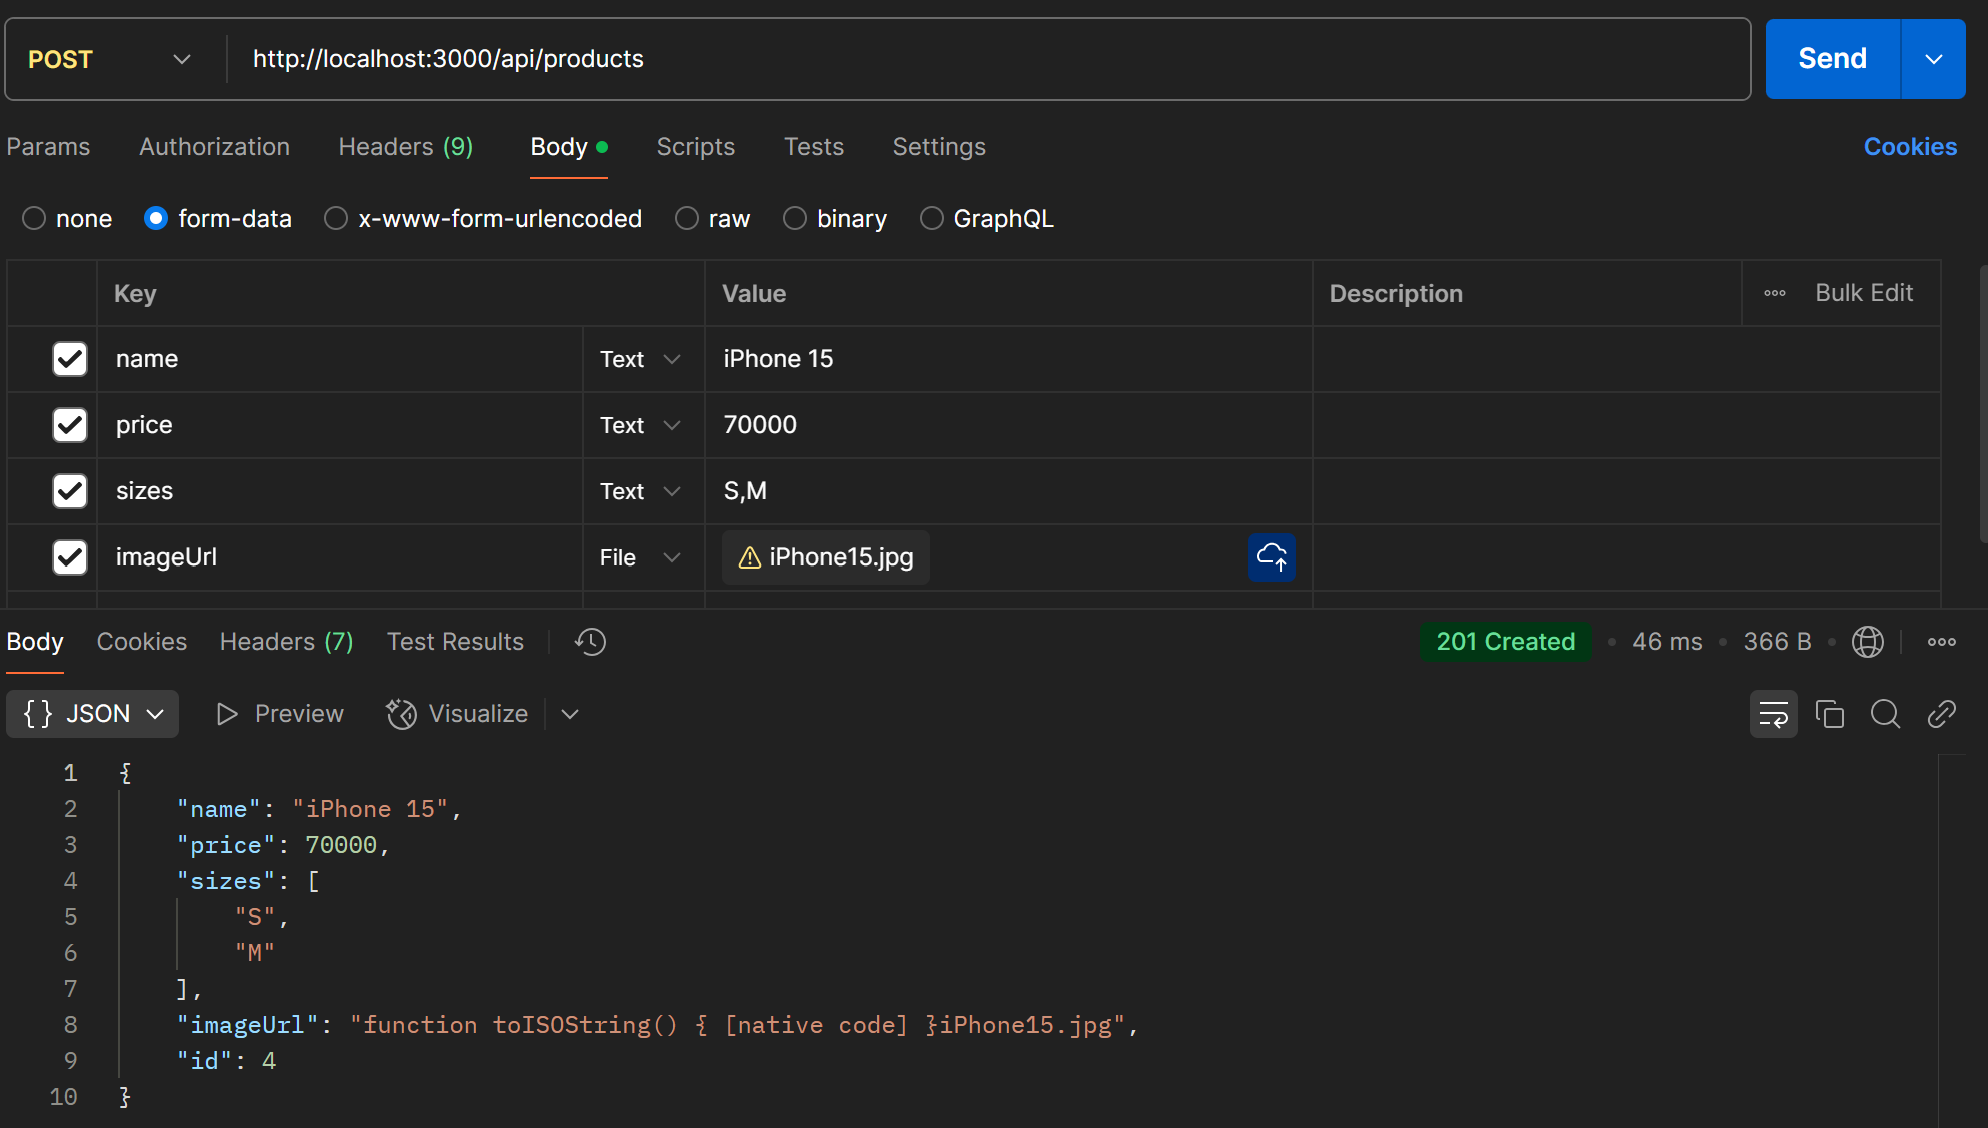 POST http://localhost:3000/api/products Send
Params Authorization Headers (9) Body Scripts Tests Settings Cookies
none form-data x-www-form-urlencoded raw binary GraphQL
Key Value Description Bulk Edit
name Text iPhone 15
price Text 70000
sizes Text S,M
imageUrl File iPhone15.jpg
Body Cookies Headers (7) Test Results 201 Created 46 ms 366 B
{} JSON Preview Visualize
1 {
2 "name": "iPhone 15",
3 "price": 70000,
4 "sizes": [
5 "S",
6 "M"
7 ],
8 "imageUrl": "function toISOString() { [native code] }iPhone15.jpg",
9 "id": 4
10 }